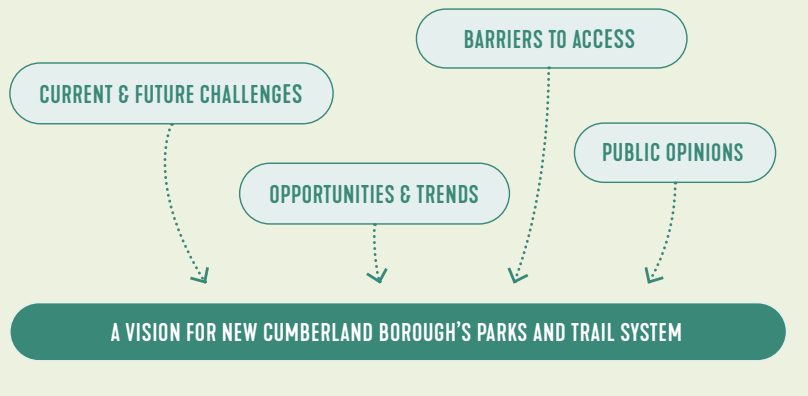 BARRIERS TO ACCESS
CURRENT & FUTURE CHALLENGES
PUBLIC OPINIONS
OPPORTUNITIES & TRENDS
A VISION FOR NEW CUMBERLAND BOROUGH'S PARKS AND TRAIL SYSTEM